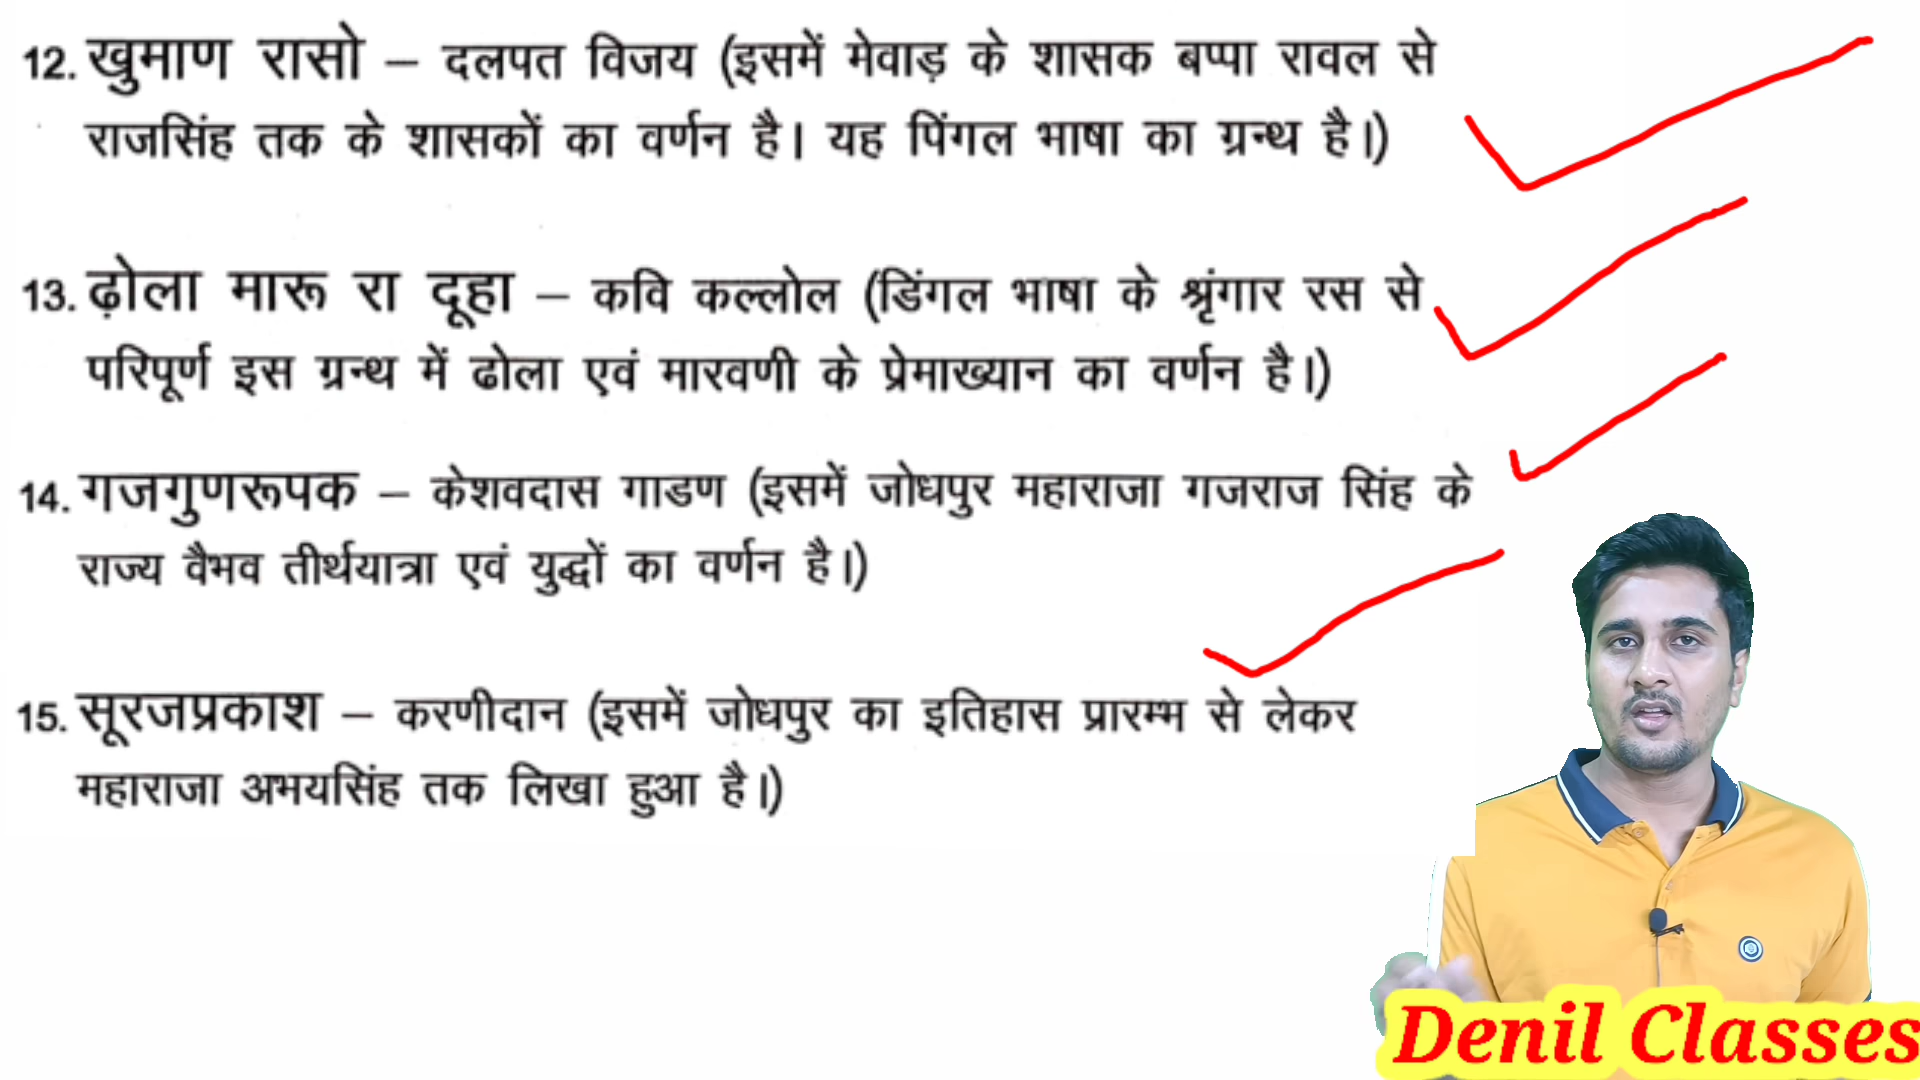 12. खुमाण रासो – दलपत विजय (इसमें मेवाड़ के शासक बप्पा रावल से
राजसिंह तक के शासकों का वर्णन है। यह पिंगल भाषा का ग्रन्थ है।)
13. ढ़ोला मारू रा दूहा – कवि कल्लोल (डिंगल भाषा के श्रृंगार रस से
परिपूर्ण इस ग्रन्थ में ढोला एवं मारवणी के प्रेमाख्यान का वर्णन है।)
14. गजगुणरूपक – केशवदास गाडण (इसमें जोधपुर महाराजा गजराज सिंह के
राज्य वैभव तीर्थयात्रा एवं युद्धों का वर्णन है।)
15. सूरजप्रकाश – करणीदान (इसमें जोधपुर का इतिहास प्रारम्भ से लेकर
महाराजा अभयसिंह तक लिखा हुआ है।)
Denil Classes